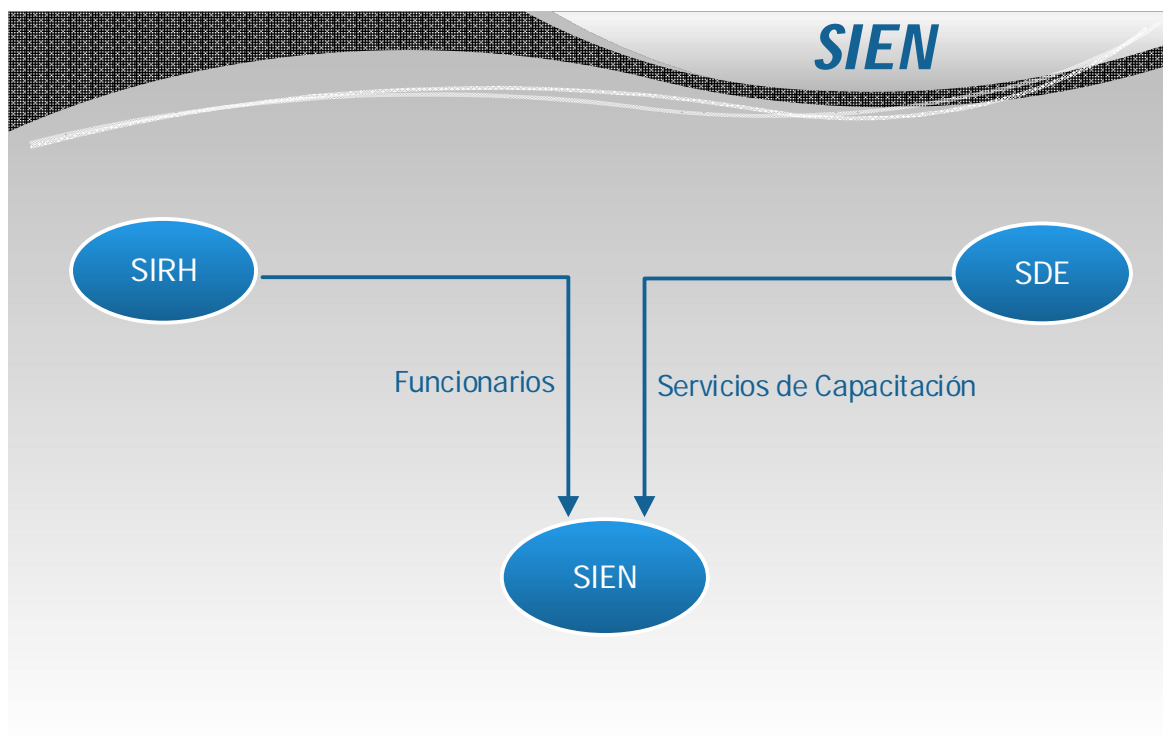 SIEN
SIRH
SDE
Funcionarios
Servicios de Capacitación
SIEN